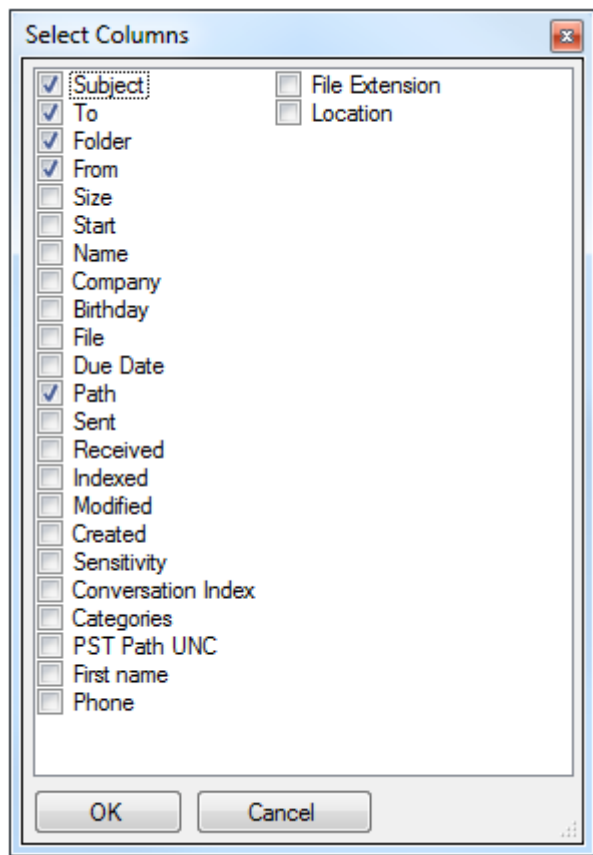 Select Columns
Subject
To
Folder
From
Size
Start
Name
Company
Birthday
File
Due Date
Path
Sent
Received
Indexed
Modified
Created
Sensitivity
Conversation Index
Categories
PST Path UNC
First name
Phone
File Extension
Location
OK
Cancel